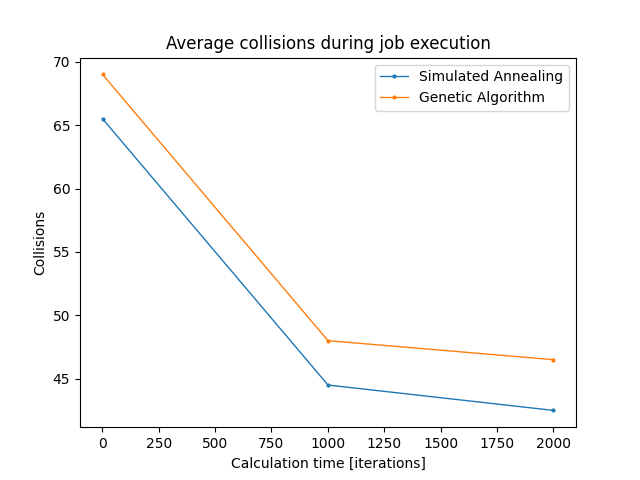 Average collisions during job execution
Simulated Annealing
Genetic Algorithm
70
65
60
55
50
45
Collisions
0 250 500 750 1000 1250 1500 1750 2000
Calculation time [iterations]